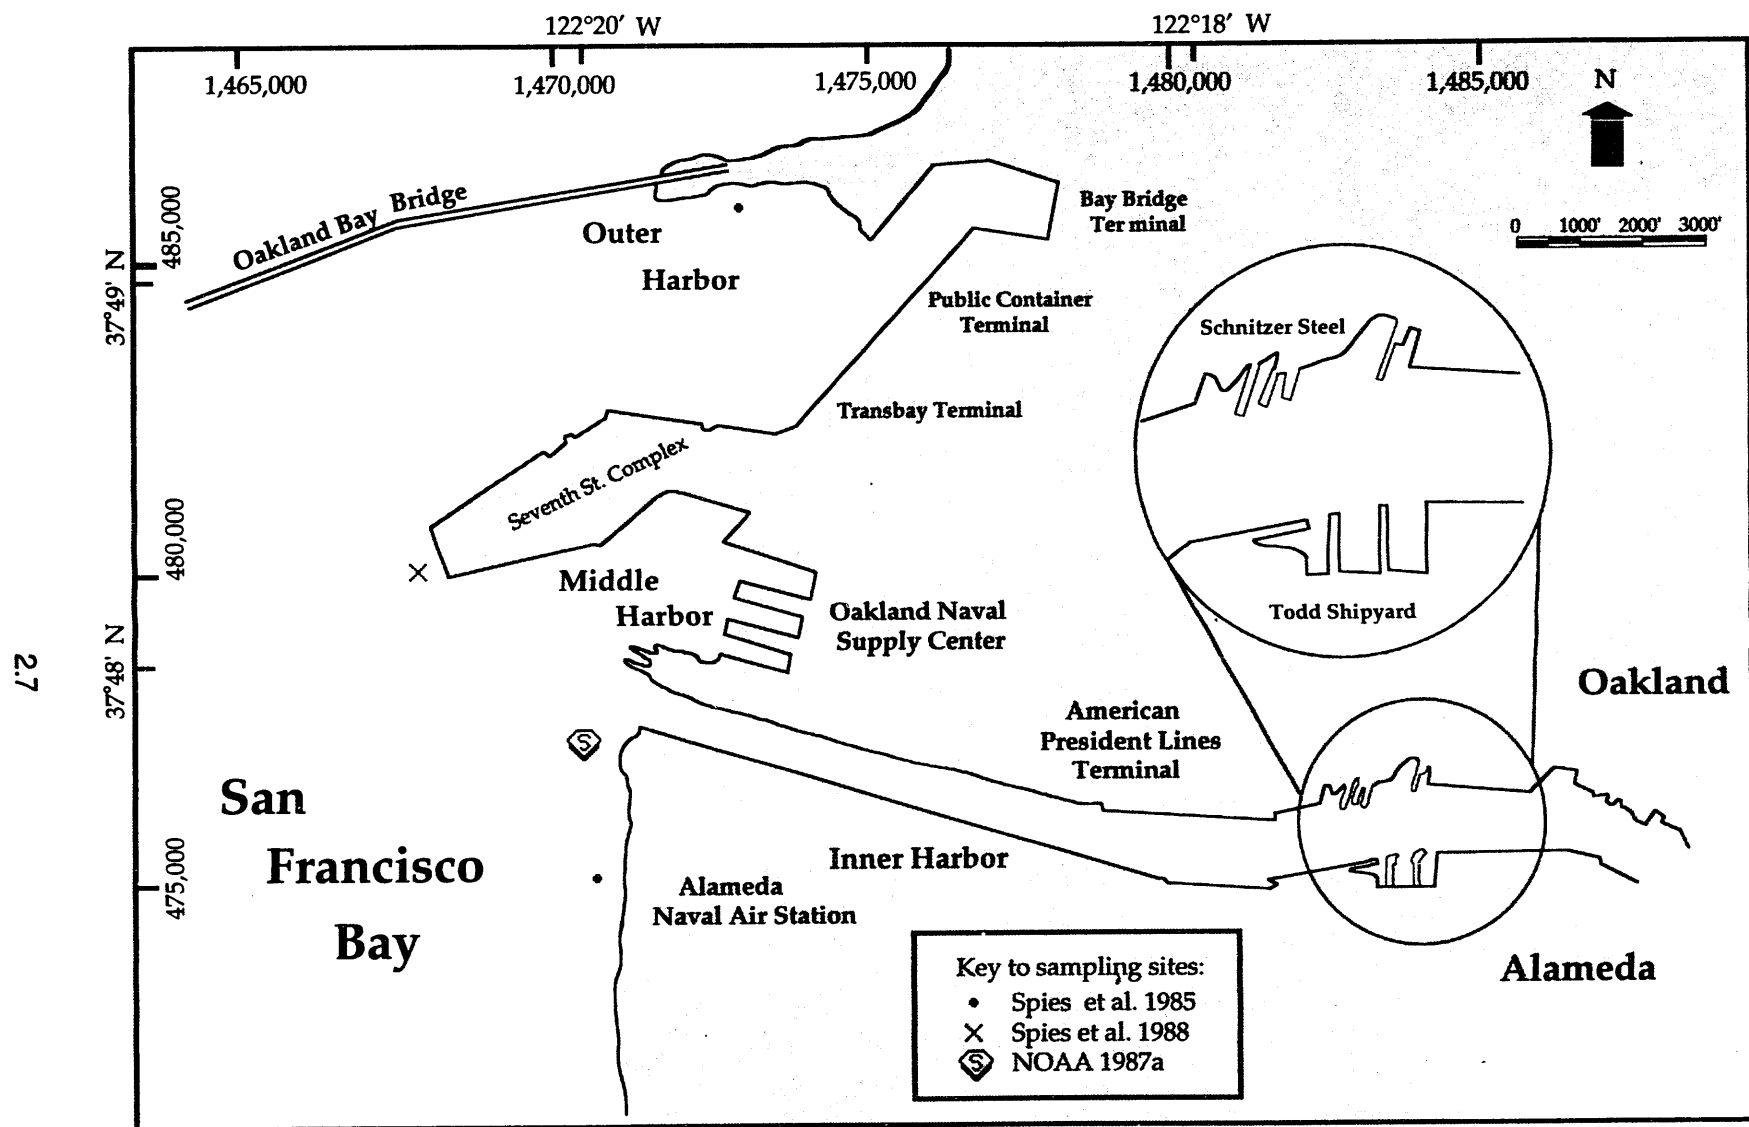 122°20′ W
122°18′ W
1,465,000
1,470,000
1,475,000
1,480,000
1,485,000
N
485,000
37°49′ N
480,000
37°48′ N
475,000
2.7
Oakland Bay Bridge
Outer
Harbor
Bay Bridge
Terminal
0 1000' 2000' 3000'
Public Container
Terminal
Schnitzer Steel
Transbay Terminal
Seventh St. Complex
Middle
Harbor
Oakland Naval
Supply Center
Todd Shipyard
Oakland
American
President Lines
Terminal
S
San
Francisco
Bay
Inner Harbor
Alameda
Naval Air Station
Alameda
Key to sampling sites:
Spies et al. 1985
Spies et al. 1988
S NOAA 1987a